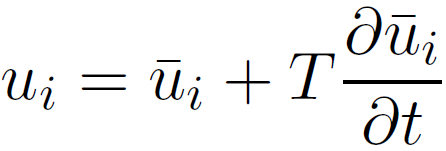 u_i = \bar{u}_i + T \frac{\partial \bar{u}_i}{\partial t}